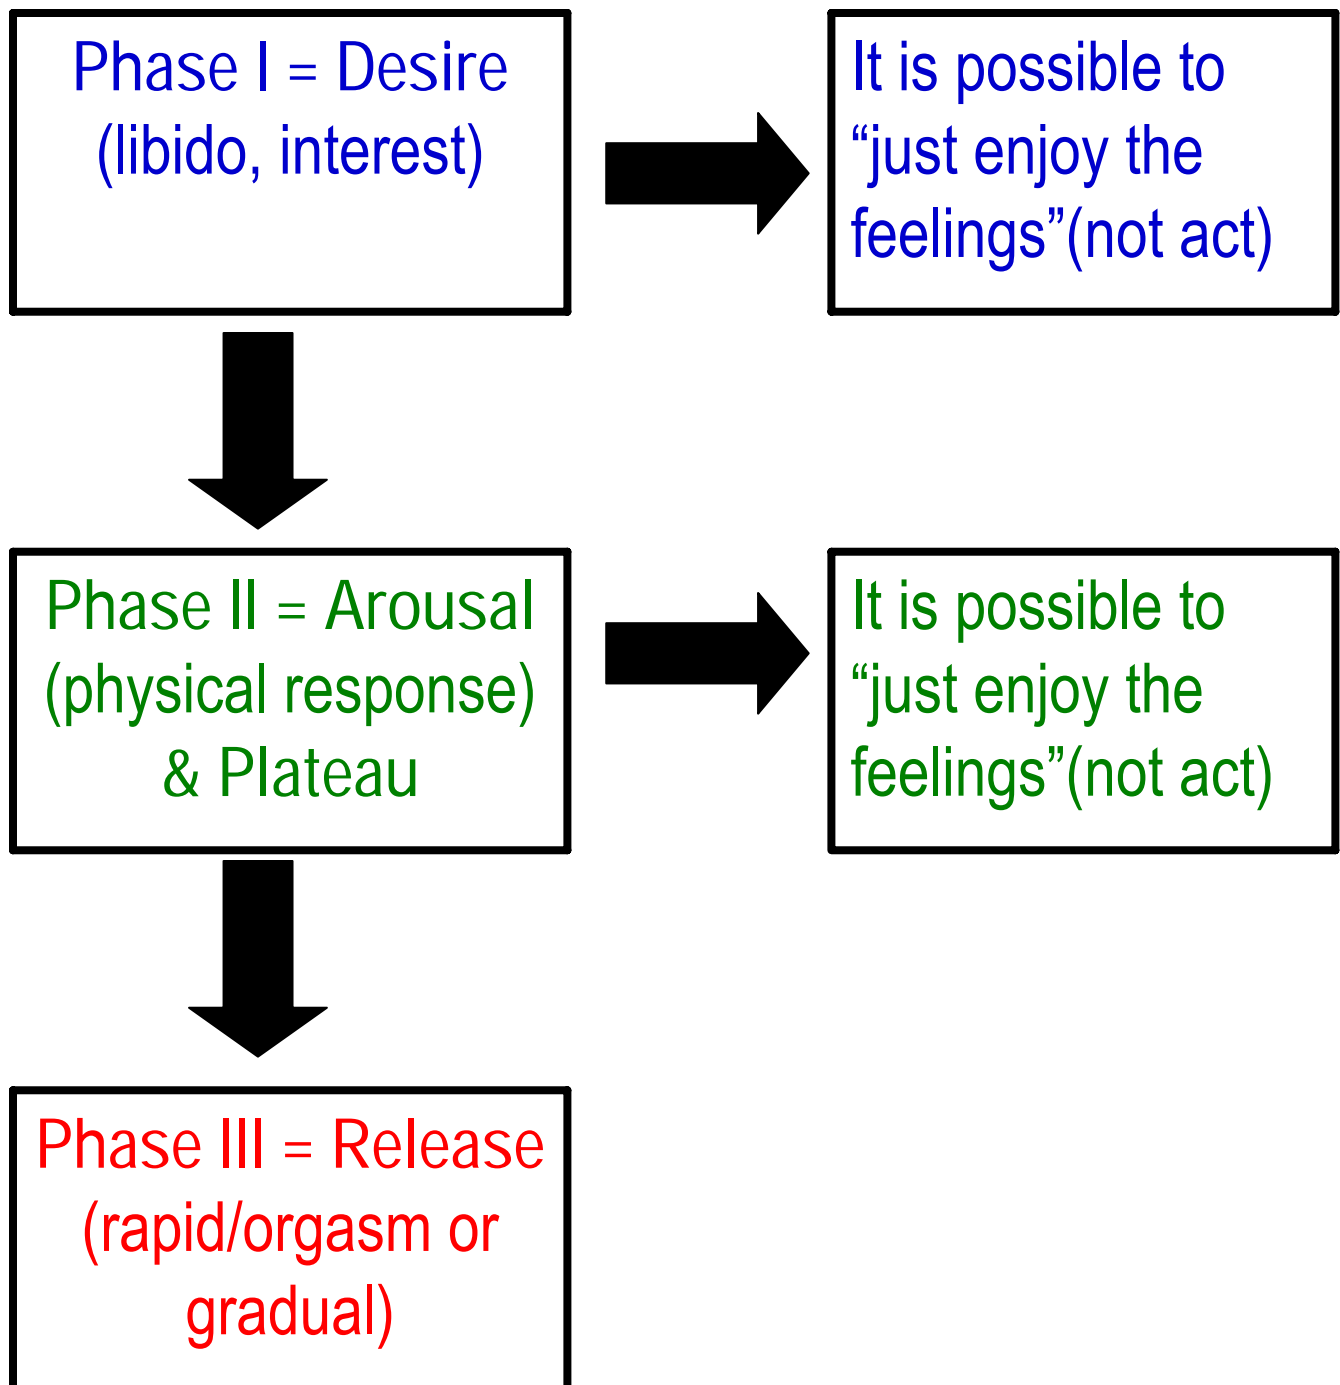 Phase I = Desire
(libido, interest)
It is possible to
“just enjoy the
feelings”(not act)
Phase II = Arousal
(physical response)
& Plateau
It is possible to
“just enjoy the
feelings”(not act)
Phase III = Release
(rapid/orgasm or
gradual)